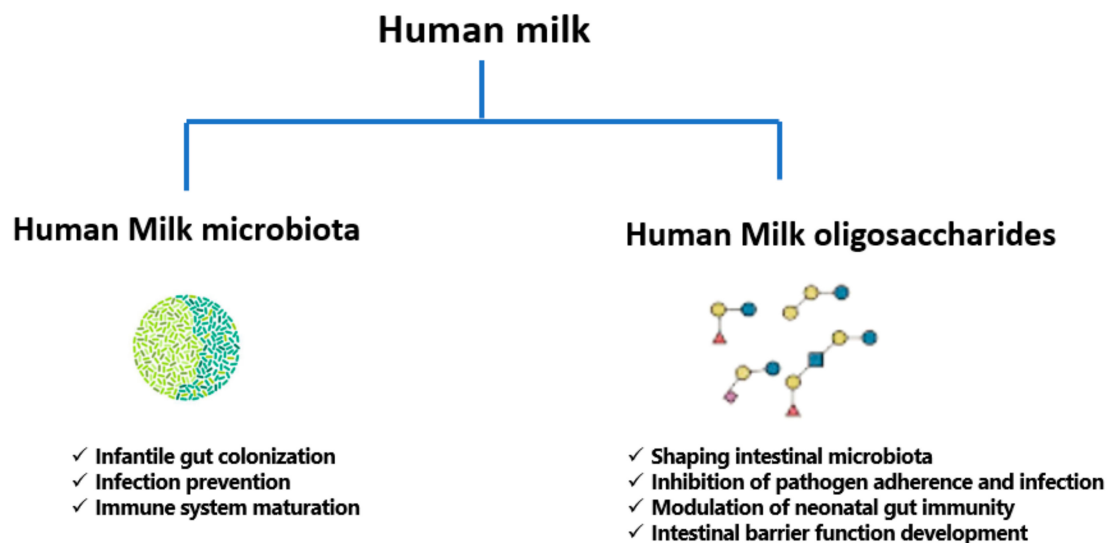 Human milk
Human Milk microbiota
Human Milk oligosaccharides
✓ Infantile gut colonization
✓ Infection prevention
✓ Immune system maturation
✓ Shaping intestinal microbiota
✓ Inhibition of pathogen adherence and infection
✓ Modulation of neonatal gut immunity
✓ Intestinal barrier function development